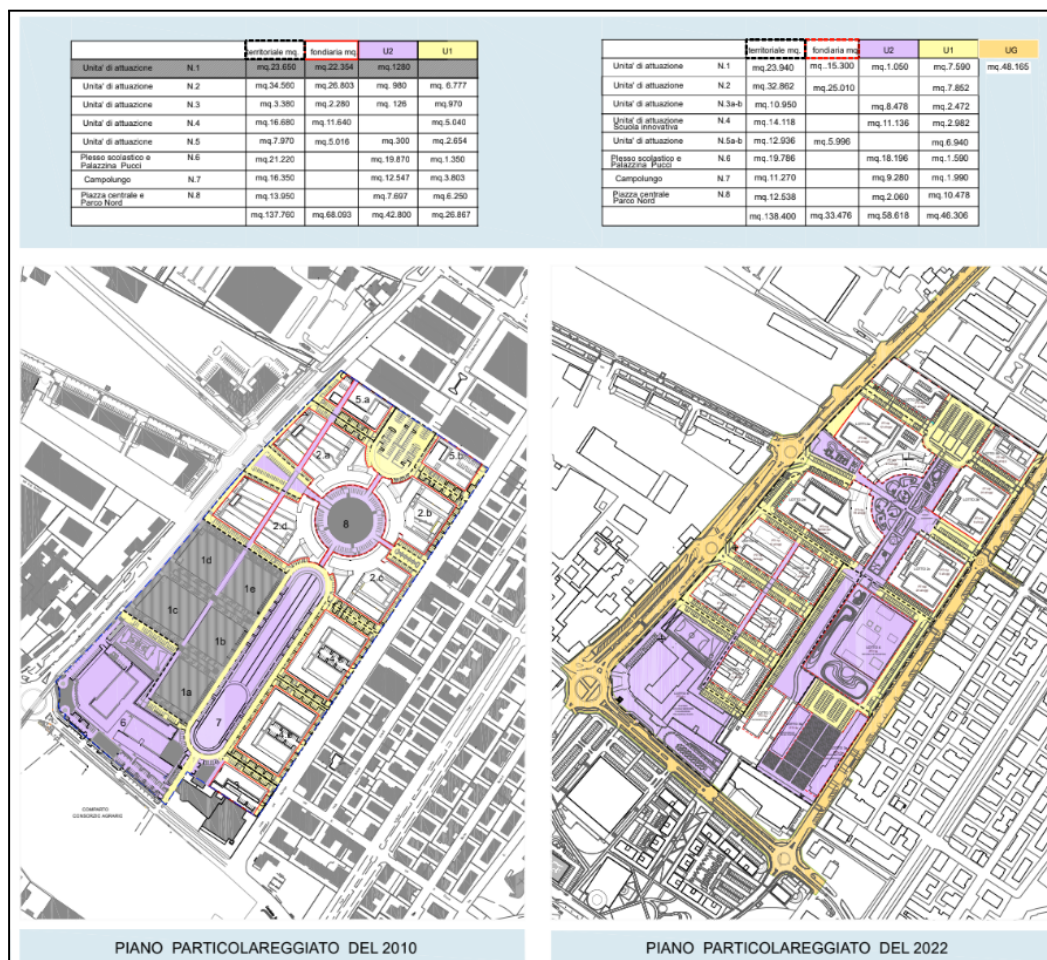 territoriale mq. fondiaria mq. U2 U1
Unita' di attuazione N.1 mq.23.650 mq.22.354 mq.1280
Unita' di attuazione N.2 mq.34.560 mq.26.803 mq. 980 mq. 6.777
Unita' di attuazione N.3 mq.3.380 mq.2.280 mq. 126 mq.970
Unita' di attuazione N.4 mq.16.680 mq.11.640 mq.5.040
Unita' di attuazione N.5 mq.7.970 mq.5.016 mq.300 mq.2.654
Plesso scolastico e
Palazzina Pucci N.6 mq.21.220 mq.19.870 mq.1.350
Campolungo N.7 mq.16.350 mq.12.547 mq.3.803
Piazza centrale e
Parco Nord N.8 mq.13.950 mq.7.697 mq.6.250
mq.137.760 mq.68.093 mq.42.800 mq.26.867
territoriale mq. fondiaria mq. U2 U1 UG
Unita' di attuazione N.1 mq.23.940 mq..15.300 mq.1.050 mq.7.590 mq.48.165
Unita' di attuazione N.2 mq.32.862 mq.25.010 mq.7.852
Unita' di attuazione N.3a-b mq.10.950 mq.8.478 mq.2.472
Unita' di attuazione
Scuola innovativa N.4 mq.14.118 mq.11.136 mq.2.982
Unita' di attuazione N.5a-b mq.12.936 mq.5.996 mq.6.940
Plesso scolastico e
Palazzina Pucci N.6 mq.19.786 mq.18.196 mq.1.590
Campolungo N.7 mq.11.270 mq.9.280 mq.1.990
Piazza centrale
Parco Nord N.8 mq.12.538 mq.2.060 mq.10.478
mq.138.400 mq.33.476 mq.58.618 mq.46.306
5.a
2.a
5.b
2.b
8
2.d
1d
2.c
1e
1c
1b
1a
6
7
COMPARTO
CONSORZIO AGRARIO
PIANO PARTICOLAREGGIATO DEL 2010
PIANO PARTICOLAREGGIATO DEL 2022